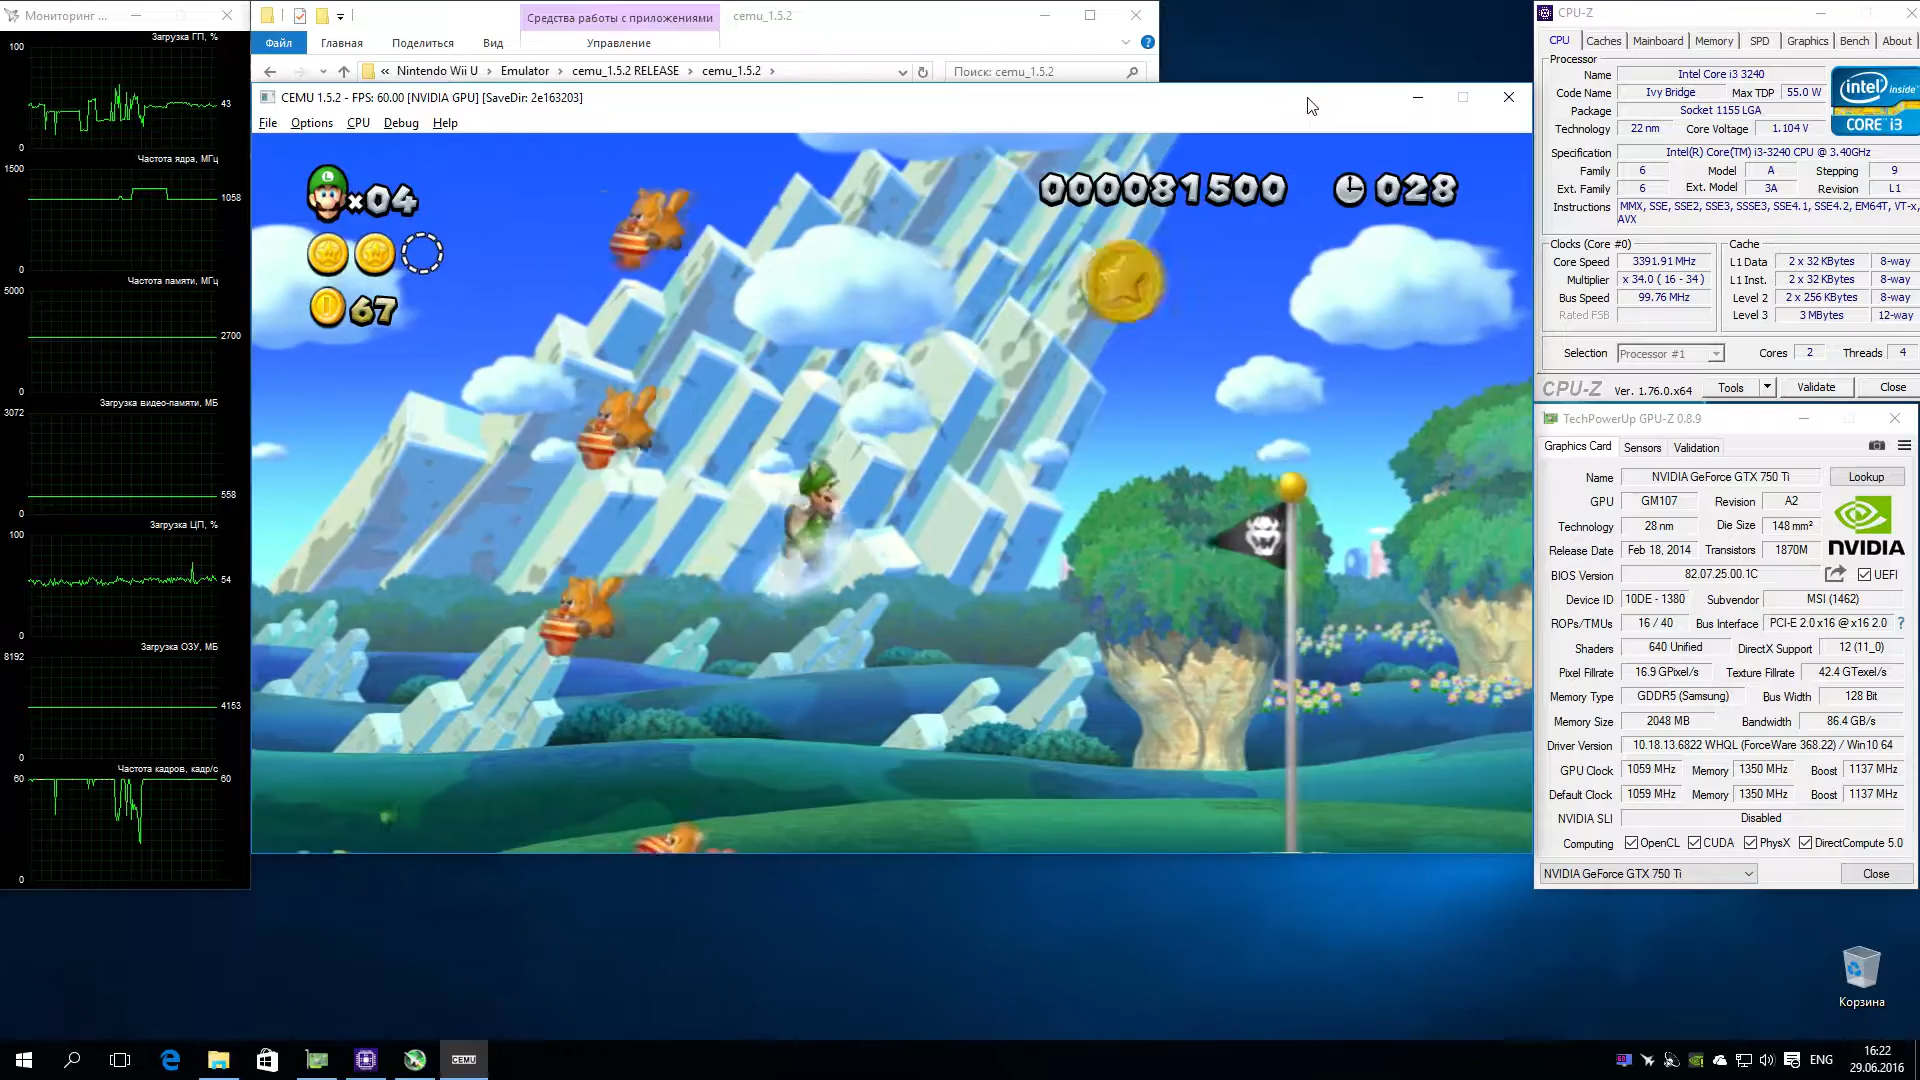 Мониторинг ...
Загрузка ГП, %
100
43
0
Частота ядра, МГц
1500
1058
0
Частота памяти, МГц
5000
2700
0
Загрузка видео-памяти, МБ
3072
558
0
Загрузка ЦП, %
100
54
0
Загрузка ОЗУ, МБ
8192
4153
0
Частота кадров, кадр/с
60
60
0
Средства работы с приложениями
cemu_1.5.2
Файл
Главная
Поделиться
Вид
Управление
« Nintendo Wii U > Emulator > cemu_1.5.2 RELEASE > cemu_1.5.2 >
Поиск: cemu_1.5.2
CEMU 1.5.2 - FPS: 60.00 [NVIDIA GPU] [SaveDir: 2e163203]
File Options CPU Debug Help
L
×04
000081500
028
67
CPU-Z
CPU Caches Mainboard Memory SPD Graphics Bench About
Processor
Name Intel Core i3 3240
Code Name Ivy Bridge Max TDP 55.0 W
Package Socket 1155 LGA
Technology 22 nm Core Voltage 1.104 V
intel inside
CORE i3
Specification Intel(R) Core(TM) i3-3240 CPU @ 3.40GHz
Family 6 Model A Stepping 9
Ext. Family 6 Ext. Model 3A Revision L1
Instructions MMX, SSE, SSE2, SSE3, SSSE3, SSE4.1, SSE4.2, EM64T, VT-x,
AVX
Clocks (Core #0)
Core Speed 3391.91 MHz
Multiplier x 34.0 ( 16 - 34 )
Bus Speed 99.76 MHz
Rated FSB
Cache
L1 Data 2 x 32 KBytes 8-way
L1 Inst. 2 x 32 KBytes 8-way
Level 2 2 x 256 KBytes 8-way
Level 3 3 MBytes 12-way
Selection Processor #1 Cores 2 Threads 4
CPU-Z Ver. 1.76.0.x64 Tools Validate Close
TechPowerUp GPU-Z 0.8.9
Graphics Card Sensors Validation
Name NVIDIA GeForce GTX 750 Ti Lookup
GPU GM107 Revision A2
Technology 28 nm Die Size 148 mm²
Release Date Feb 18, 2014 Transistors 1870M
NVIDIA
BIOS Version 82.07.25.00.1C UEFI
Device ID 10DE - 1380 Subvendor MSI (1462)
ROPs/TMUs 16 / 40 Bus Interface PCI-E 2.0 x16 @ x16 2.0 ?
Shaders 640 Unified DirectX Support 12 (11_0)
Pixel Fillrate 16.9 GPixel/s Texture Fillrate 42.4 GTexel/s
Memory Type GDDR5 (Samsung) Bus Width 128 Bit
Memory Size 2048 MB Bandwidth 86.4 GB/s
Driver Version 10.18.13.6822 WHQL (ForceWare 368.22) / Win10 64
GPU Clock 1059 MHz Memory 1350 MHz Boost 1137 MHz
Default Clock 1059 MHz Memory 1350 MHz Boost 1137 MHz
NVIDIA SLI Disabled
Computing OpenCL CUDA PhysX DirectCompute 5.0
NVIDIA GeForce GTX 750 Ti Close
Корзина
CEMU
ENG
16:22
29.06.2016